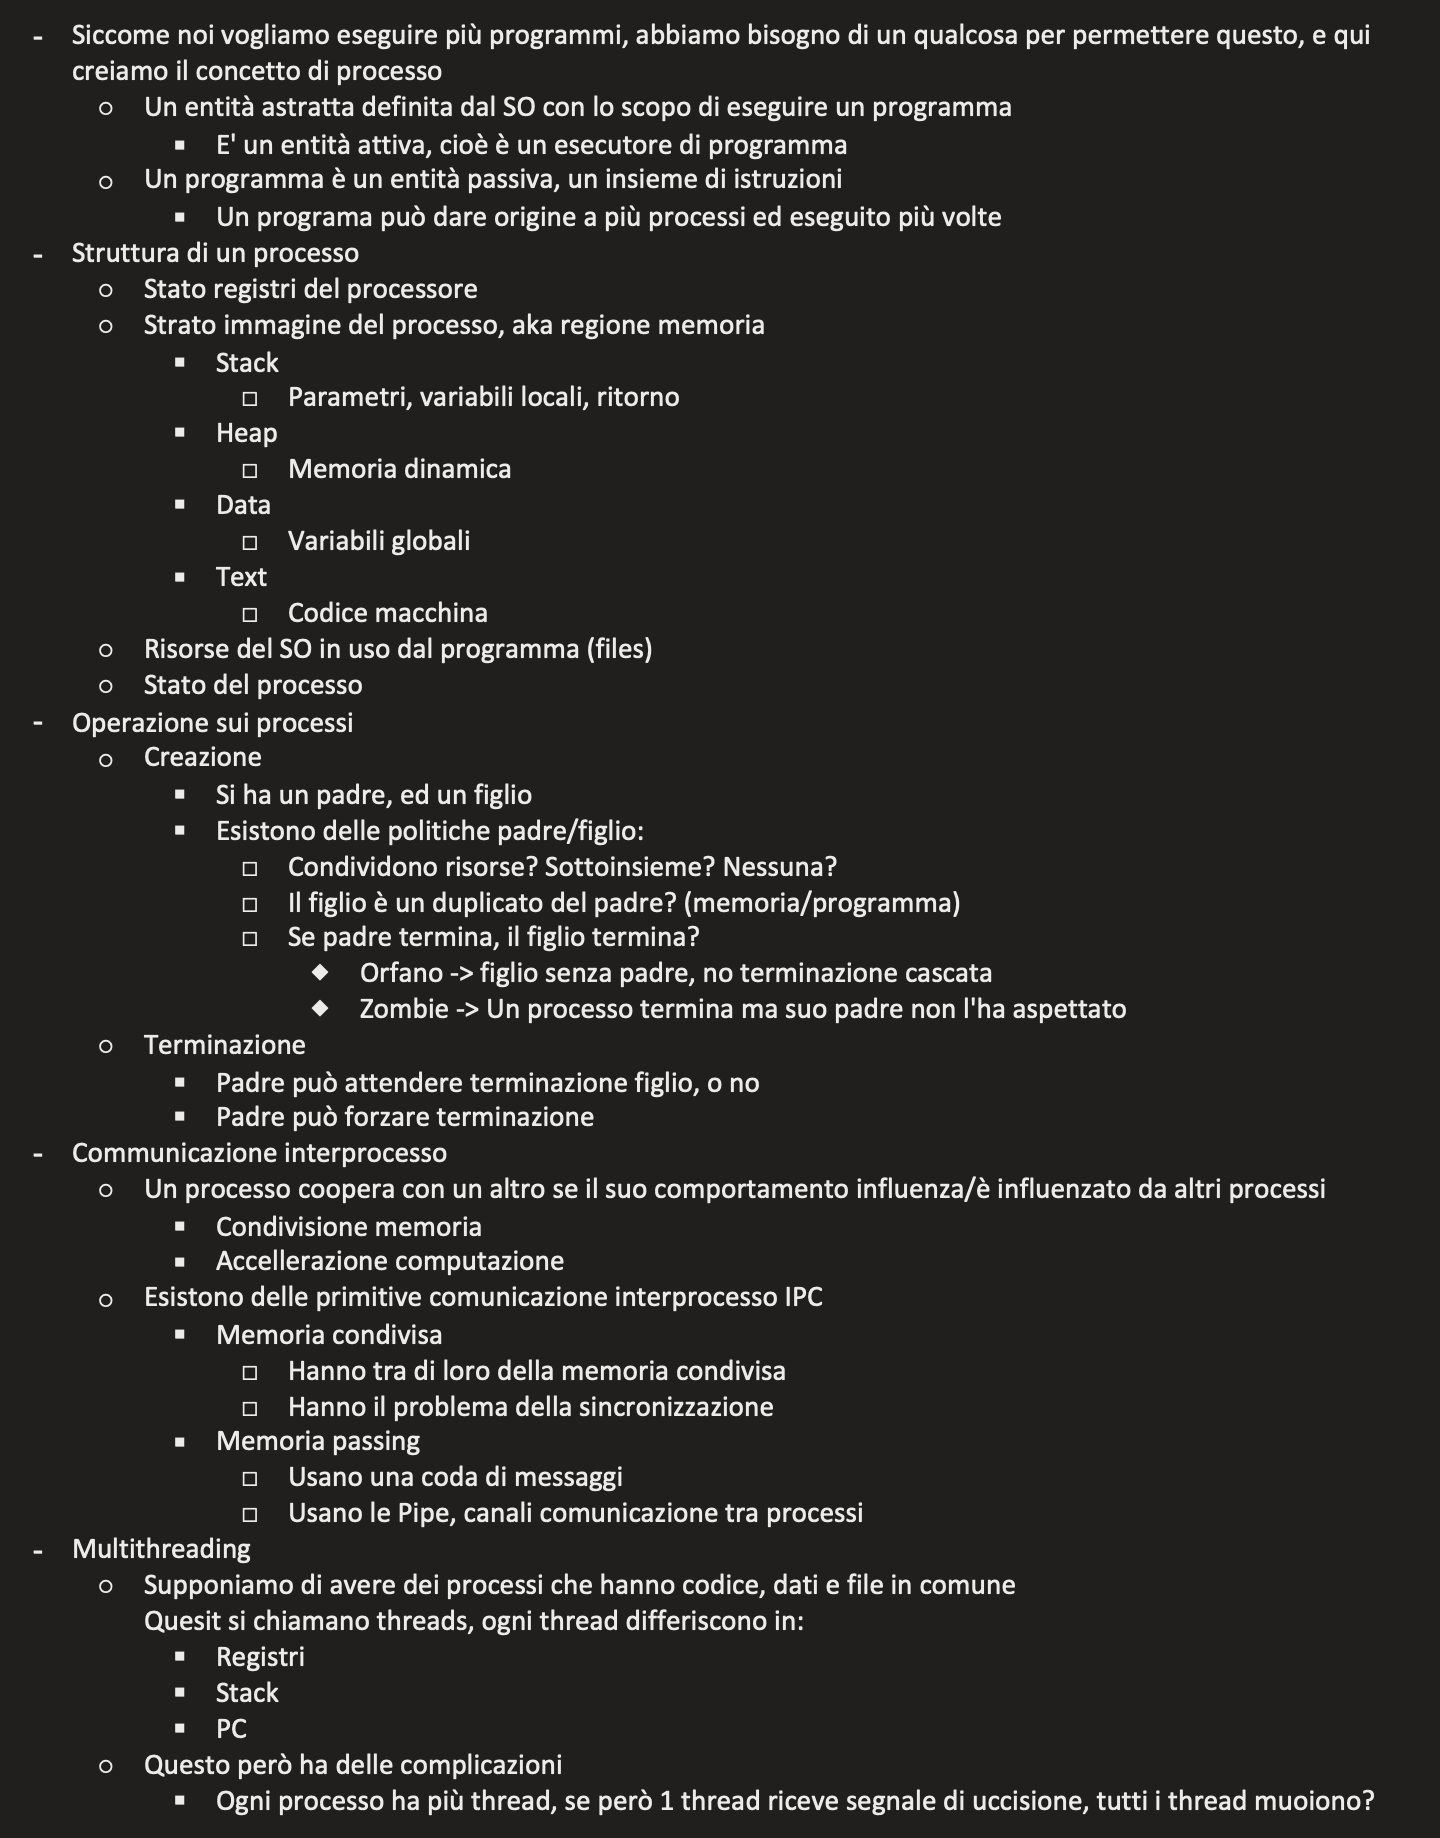 - Siccome noi vogliamo eseguire più programmi, abbiamo bisogno di un qualcosa per permettere questo, e qui
creiamo il concetto di processo
○ Un entità astratta definita dal SO con lo scopo di eseguire un programma
▪ E' un entità attiva, cioè è un esecutore di programma
○ Un programma è un entità passiva, un insieme di istruzioni
▪ Un programa può dare origine a più processi ed eseguito più volte
- Struttura di un processo
○ Stato registri del processore
○ Strato immagine del processo, aka regione memoria
▪ Stack
□ Parametri, variabili locali, ritorno
▪ Heap
□ Memoria dinamica
▪ Data
□ Variabili globali
▪ Text
□ Codice macchina
○ Risorse del SO in uso dal programma (files)
○ Stato del processo
- Operazione sui processi
○ Creazione
▪ Si ha un padre, ed un figlio
▪ Esistono delle politiche padre/figlio:
□ Condividono risorse? Sottoinsieme? Nessuna?
□ Il figlio è un duplicato del padre? (memoria/programma)
□ Se padre termina, il figlio termina?
◆ Orfano -> figlio senza padre, no terminazione cascata
◆ Zombie -> Un processo termina ma suo padre non l'ha aspettato
○ Terminazione
▪ Padre può attendere terminazione figlio, o no
▪ Padre può forzare terminazione
- Communicazione interprocesso
○ Un processo coopera con un altro se il suo comportamento influenza/è influenzato da altri processi
▪ Condivisione memoria
▪ Accellerazione computazione
○ Esistono delle primitive comunicazione interprocesso IPC
▪ Memoria condivisa
□ Hanno tra di loro della memoria condivisa
□ Hanno il problema della sincronizzazione
▪ Memoria passing
□ Usano una coda di messaggi
□ Usano le Pipe, canali comunicazione tra processi
- Multithreading
○ Supponiamo di avere dei processi che hanno codice, dati e file in comune
Quesit si chiamano threads, ogni thread differiscono in:
▪ Registri
▪ Stack
▪ PC
○ Questo però ha delle complicazioni
▪ Ogni processo ha più thread, se però 1 thread riceve segnale di uccisione, tutti i thread muoiono?